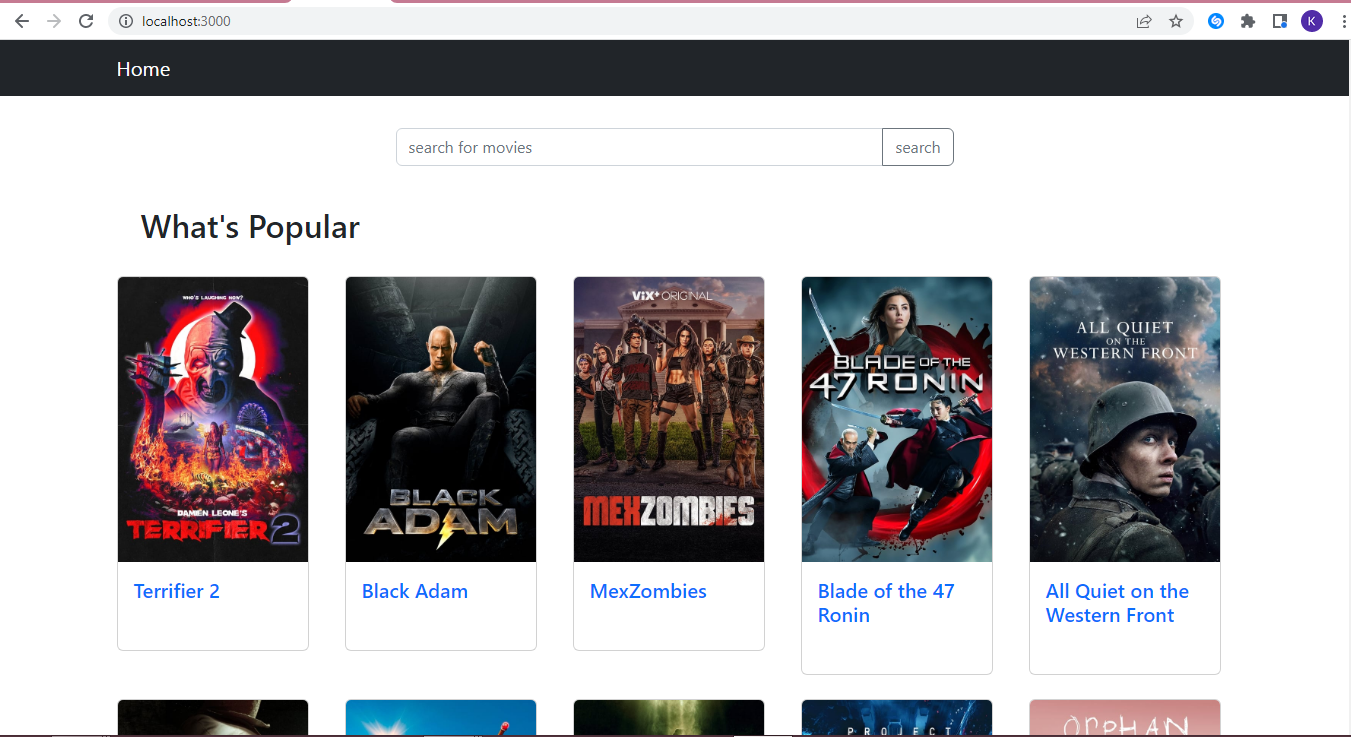 localhost:3000
K
Home
search for movies
search
What's Popular
WHO'S LAUGHING NOW?
DAMIEN LEONE'S
TERRIFIER 2
BLACK
ADAM
ViX+ ORIGINAL
MEXZOMBIES
BLADE OF THE
47 RONIN
ALL QUIET
ON THE
WESTERN FRONT
Terrifier 2
Black Adam
MexZombies
Blade of the 47
Ronin
All Quiet on the
Western Front
PROJECT
ORPHAN